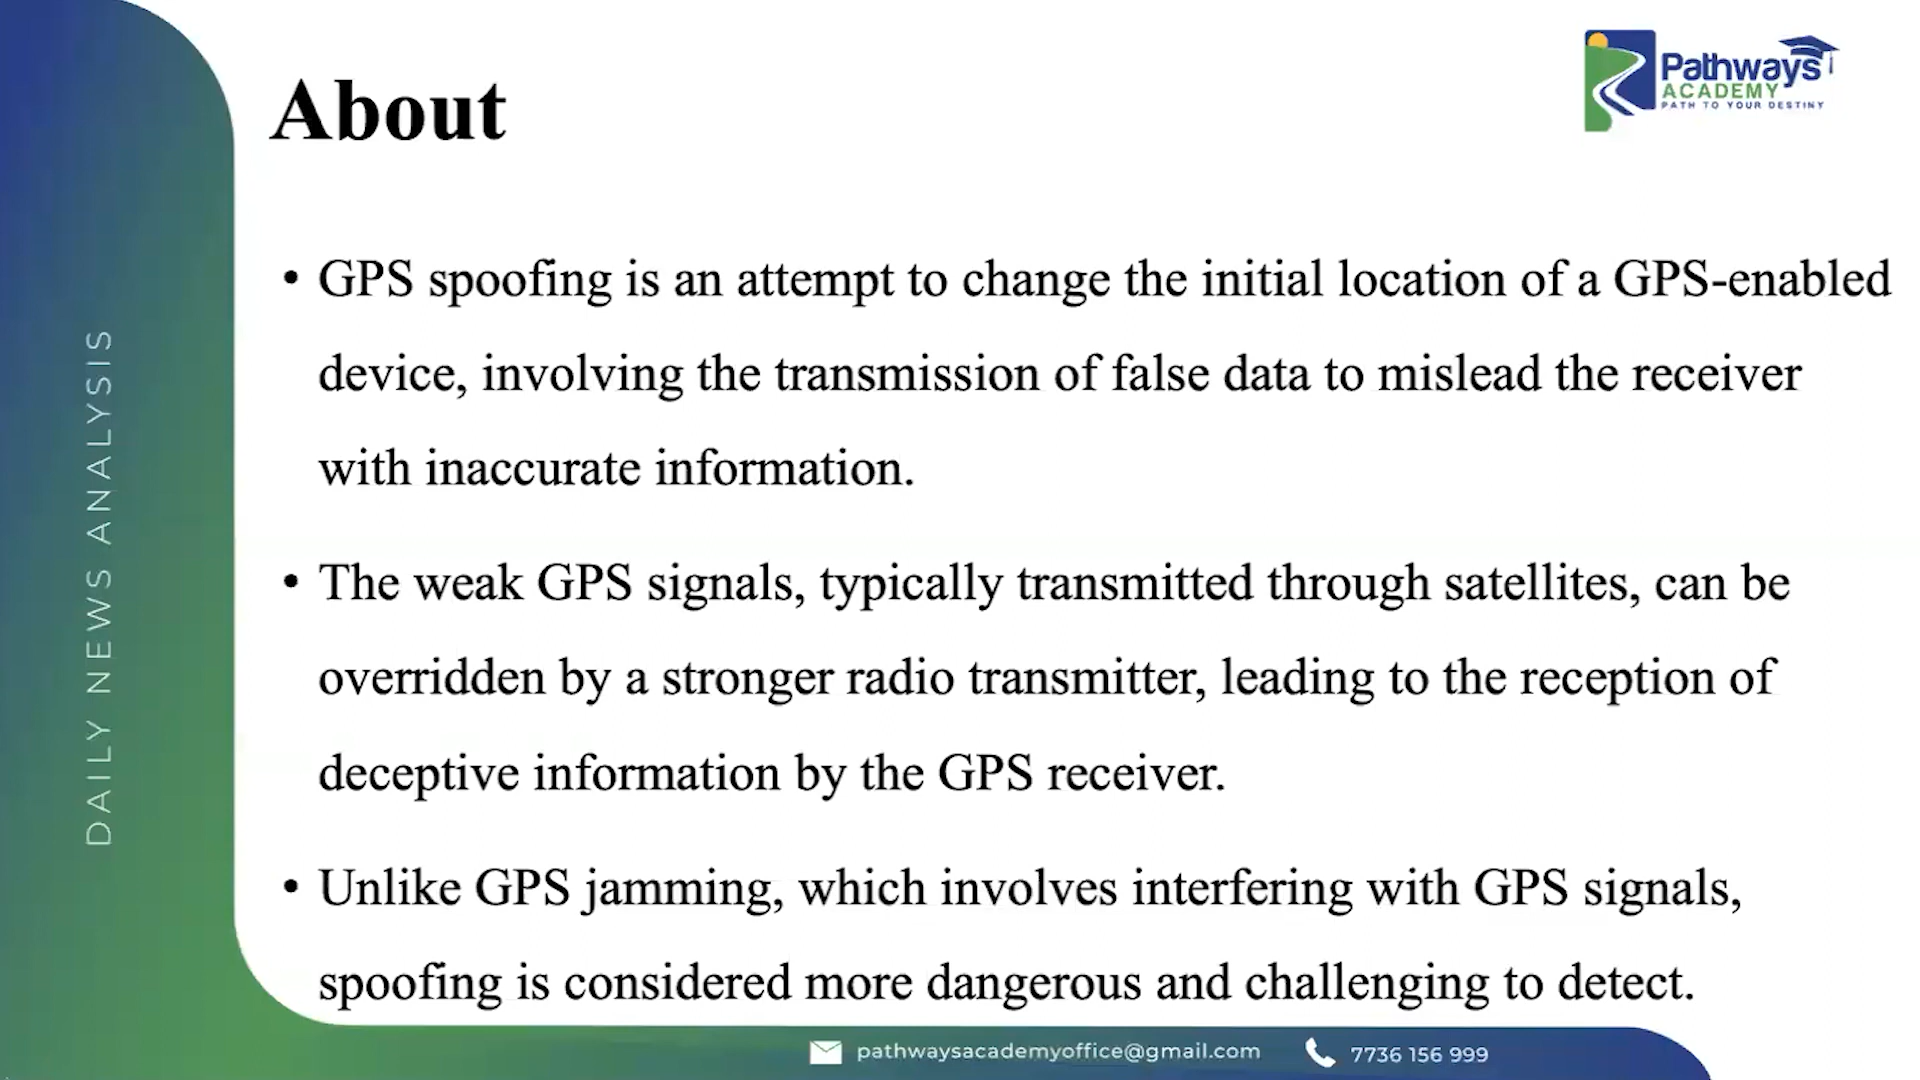 About
Pathways
ACADEMY
PATH TO YOUR DESTINY
• GPS spoofing is an attempt to change the initial location of a GPS-enabled
device, involving the transmission of false data to mislead the receiver
with inaccurate information.
• The weak GPS signals, typically transmitted through satellites, can be
overridden by a stronger radio transmitter, leading to the reception of
deceptive information by the GPS receiver.
• Unlike GPS jamming, which involves interfering with GPS signals,
spoofing is considered more dangerous and challenging to detect.
DAILY NEWS ANALYSIS
pathwaysacademyoffice@gmail.com
7736 156 999